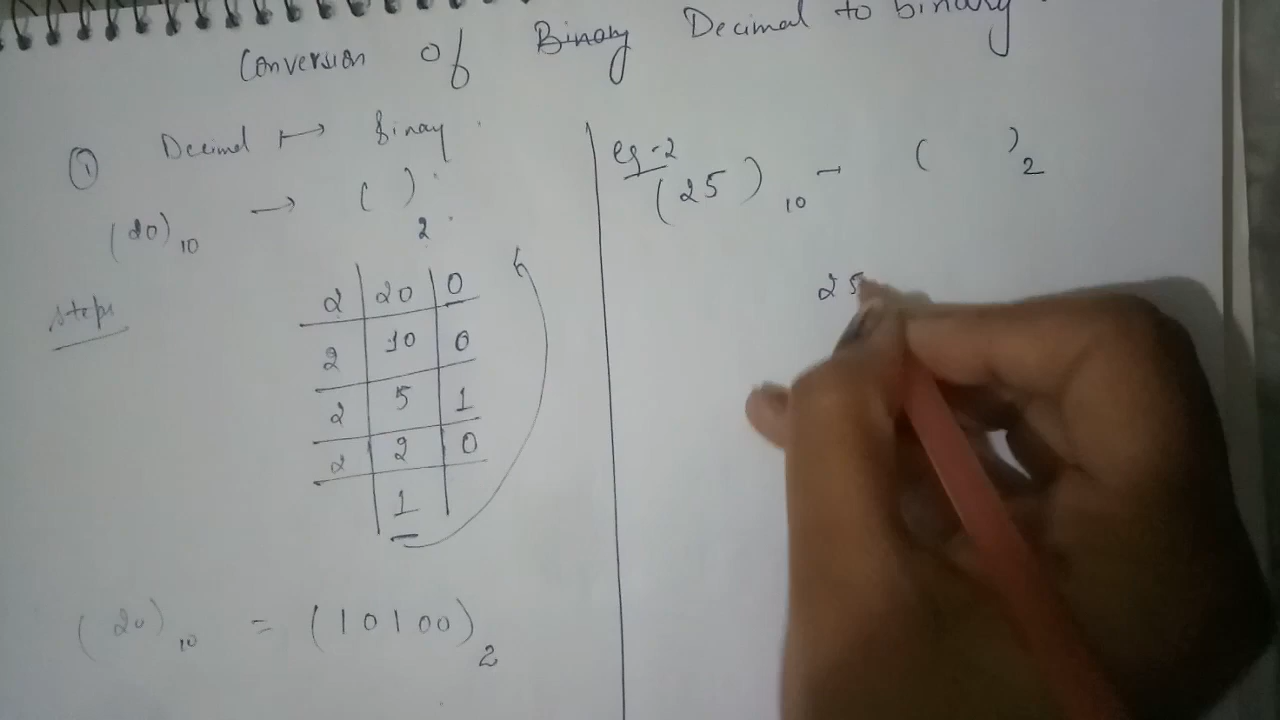 Conversion of Binary Decimal to binary
① Decimal ↦ Binary
(20)10 → ( )2
steps
2 | 20 | 0
2 | 10 | 0
2 | 5 | 1
2 | 2 | 0
1
(20)10 = (10100)2
eg-2
(25)10 - ( )2
25